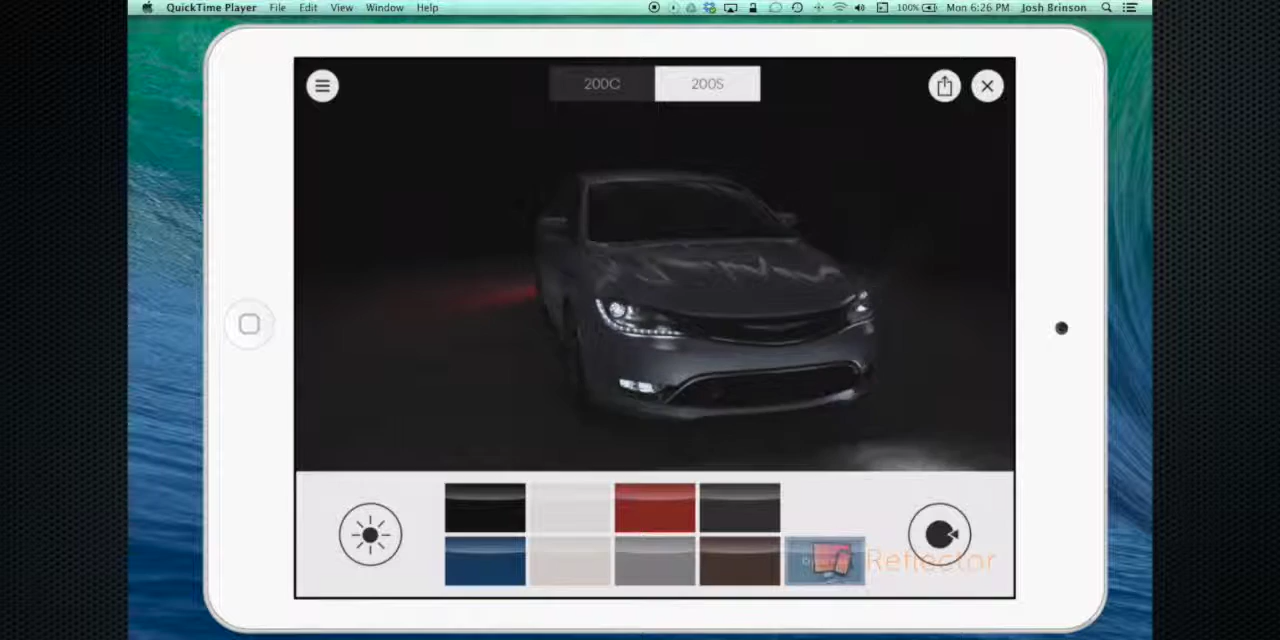 QuickTime Player File Edit View Window Help 100% Mon 6:26 PM Josh Brinson
200C 200S
Reflector